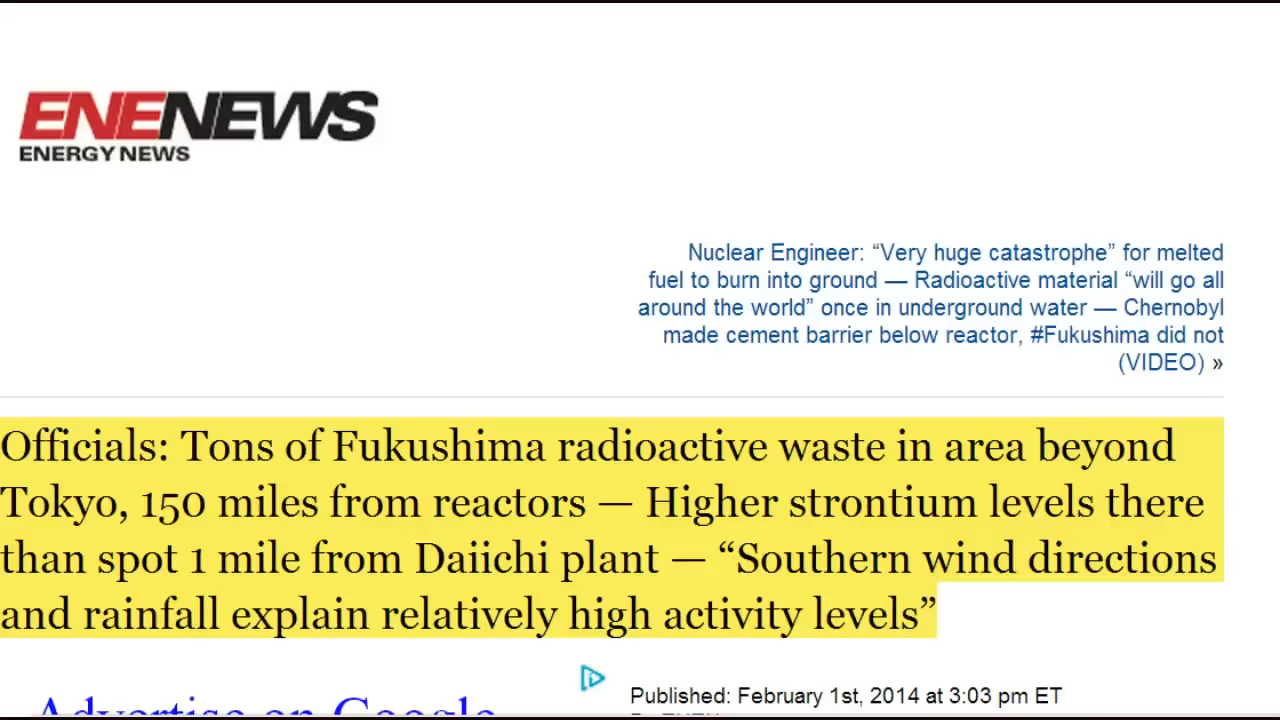 ENENEWS
ENERGY NEWS
Nuclear Engineer: “Very huge catastrophe” for melted
fuel to burn into ground — Radioactive material “will go all
around the world” once in underground water — Chernobyl
made cement barrier below reactor, #Fukushima did not
(VIDEO) »
Officials: Tons of Fukushima radioactive waste in area beyond
Tokyo, 150 miles from reactors — Higher strontium levels there
than spot 1 mile from Daiichi plant — “Southern wind directions
and rainfall explain relatively high activity levels”
Advertise on Google
Published: February 1st, 2014 at 3:03 pm ET